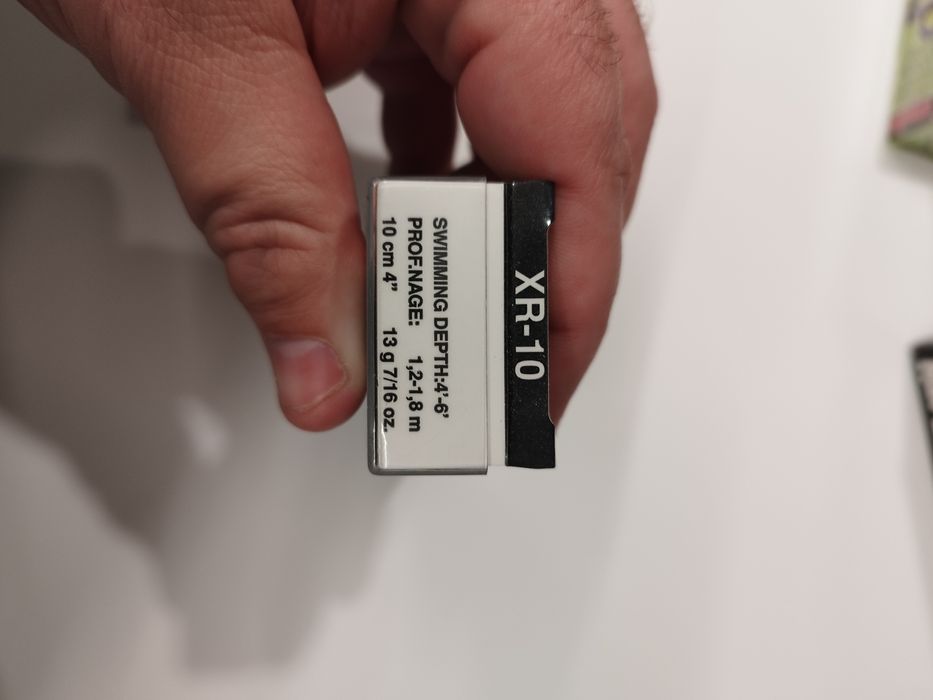 XR-10
SWIMMING DEPTH:4'-6'
PROF.NAGE: 1,2-1,8 m
10 cm 4" 13 g 7/16 oz.